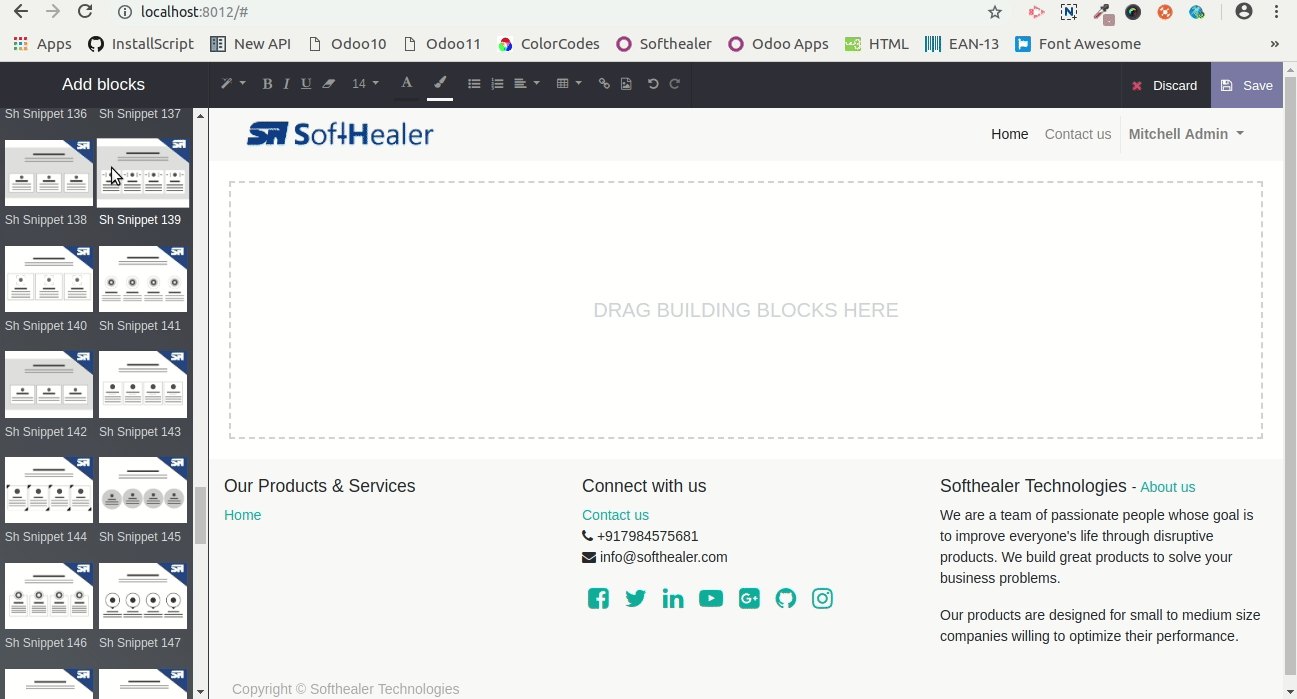 localhost:8012/#
Apps InstallScript New API Odoo10 Odoo11 ColorCodes Softhealer Odoo Apps HTML EAN-13 Font Awesome »
Add blocks B I U 14 A Discard Save
Sh Snippet 136 Sh Snippet 137
SofHealer Home Contact us Mitchell Admin
Sh Snippet 138 Sh Snippet 139
Sh Snippet 140 Sh Snippet 141
DRAG BUILDING BLOCKS HERE
Sh Snippet 142 Sh Snippet 143
Sh Snippet 144 Sh Snippet 145
Sh Snippet 146 Sh Snippet 147
Our Products & Services
Home
Connect with us
Contact us
+917984575681
info@softhealer.com
Softhealer Technologies - About us
We are a team of passionate people whose goal is
to improve everyone's life through disruptive
products. We build great products to solve your
business problems.
Our products are designed for small to medium size
companies willing to optimize their performance.
Copyright © Softhealer Technologies